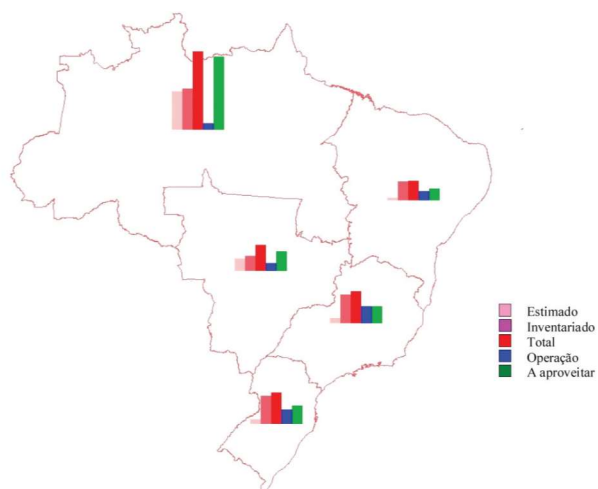 Estimado
Inventariado
Total
Operação
A aproveitar